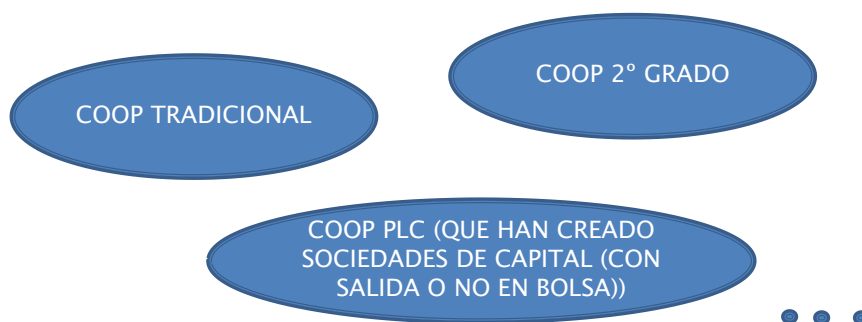 COOP 2º GRADO
COOP TRADICIONAL
COOP PLC (QUE HAN CREADO
SOCIEDADES DE CAPITAL (CON
SALIDA O NO EN BOLSA))